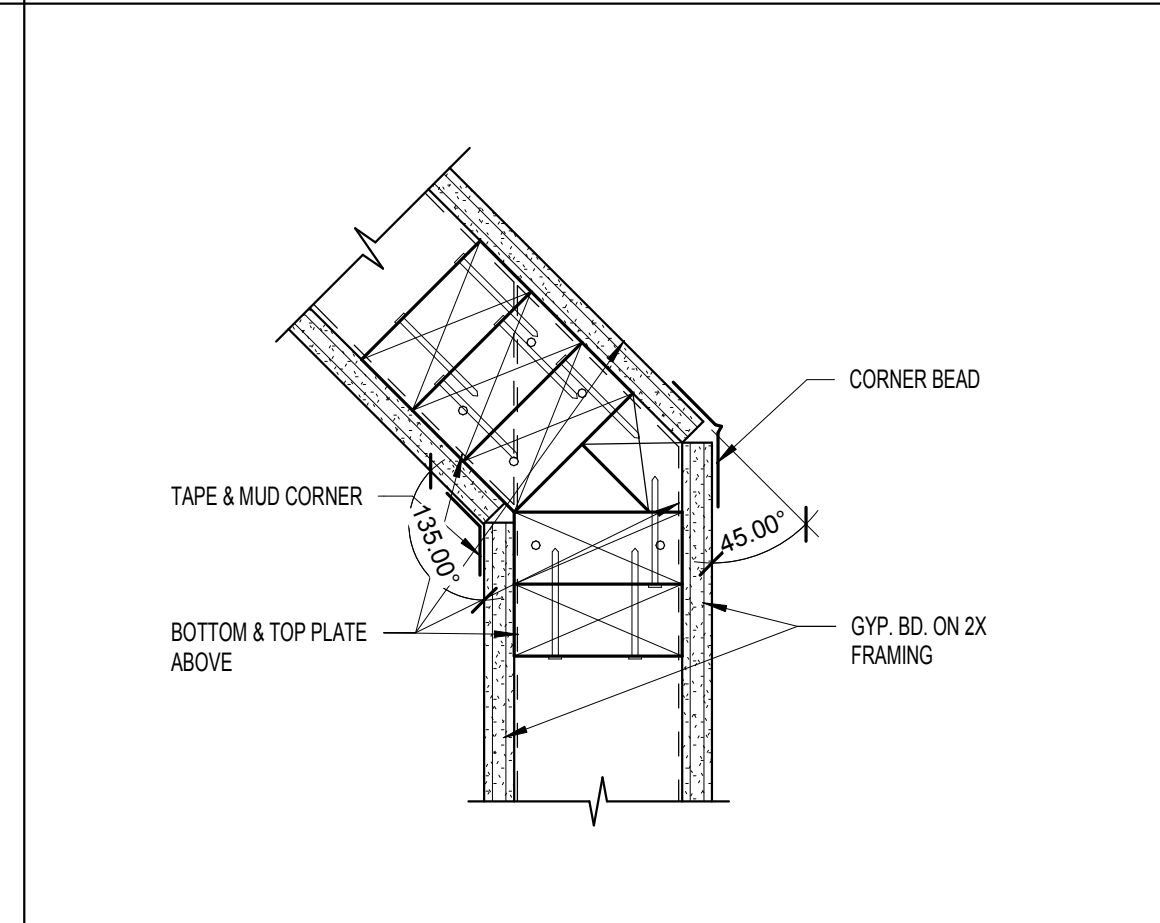 CORNER BEAD
TAPE & MUD CORNER
135.00°
45.00°
BOTTOM & TOP PLATE
ABOVE
GYP. BD. ON 2X
FRAMING